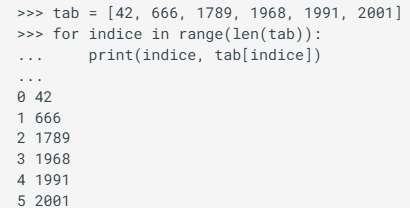 >>> tab = [42, 666, 1789, 1968, 1991, 2001]
>>> for indice in range(len(tab)):
...     print(indice, tab[indice])
...
0 42
1 666
2 1789
3 1968
4 1991
5 2001